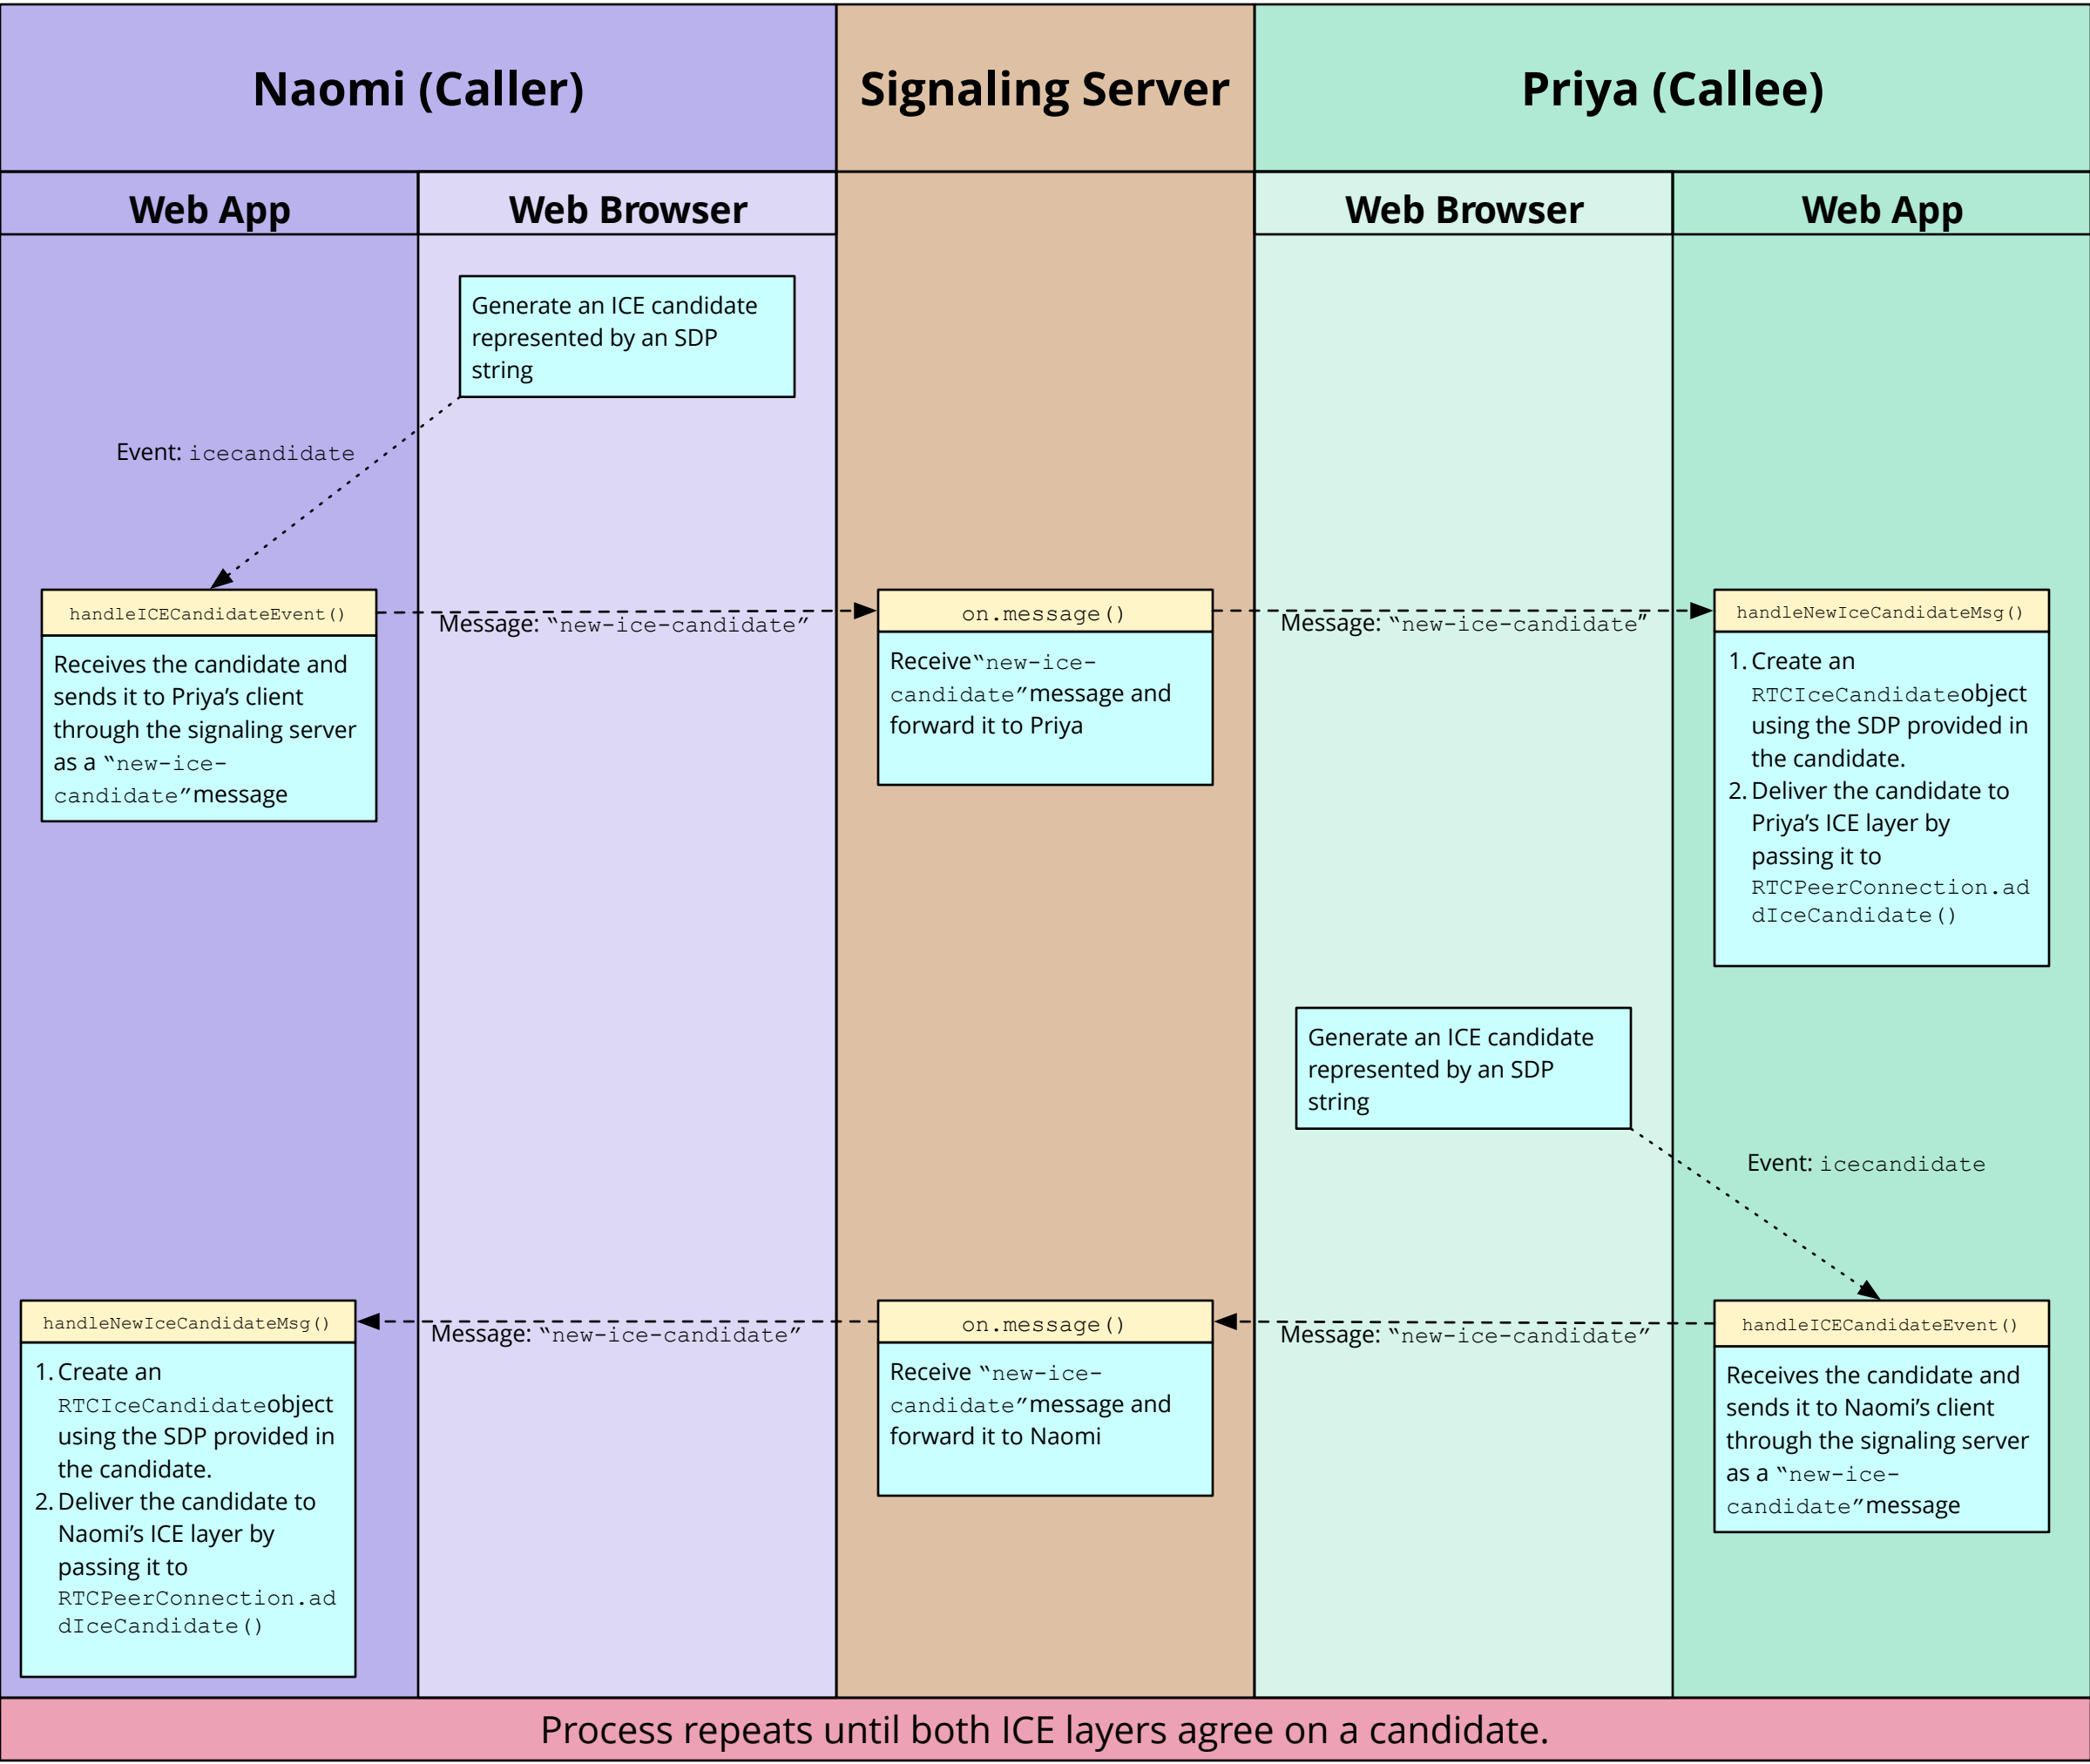 Naomi (Caller)
Signaling Server
Priya (Callee)
Web App
Web Browser
Web Browser
Web App
Generate an ICE candidate
represented by an SDP
string
Event: icecandidate
handleICECandidateEvent()
Receives the candidate and
sends it to Priya’s client
through the signaling server
as a “new-ice-
candidate”message
Message: “new-ice-candidate”
on.message()
Receive“new-ice-
candidate”message and
forward it to Priya
Message: “new-ice-candidate”
handleNewIceCandidateMsg()
1. Create an
RTCIceCandidateobject
using the SDP provided in
the candidate.
2. Deliver the candidate to
Priya’s ICE layer by
passing it to
RTCPeerConnection.ad
dIceCandidate()
Generate an ICE candidate
represented by an SDP
string
Event: icecandidate
handleICECandidateEvent()
Receives the candidate and
sends it to Naomi’s client
through the signaling server
as a “new-ice-
candidate”message
Message: “new-ice-candidate”
on.message()
Receive “new-ice-
candidate”message and
forward it to Naomi
Message: “new-ice-candidate”
handleNewIceCandidateMsg()
1. Create an
RTCIceCandidateobject
using the SDP provided in
the candidate.
2. Deliver the candidate to
Naomi’s ICE layer by
passing it to
RTCPeerConnection.ad
dIceCandidate()
Process repeats until both ICE layers agree on a candidate.